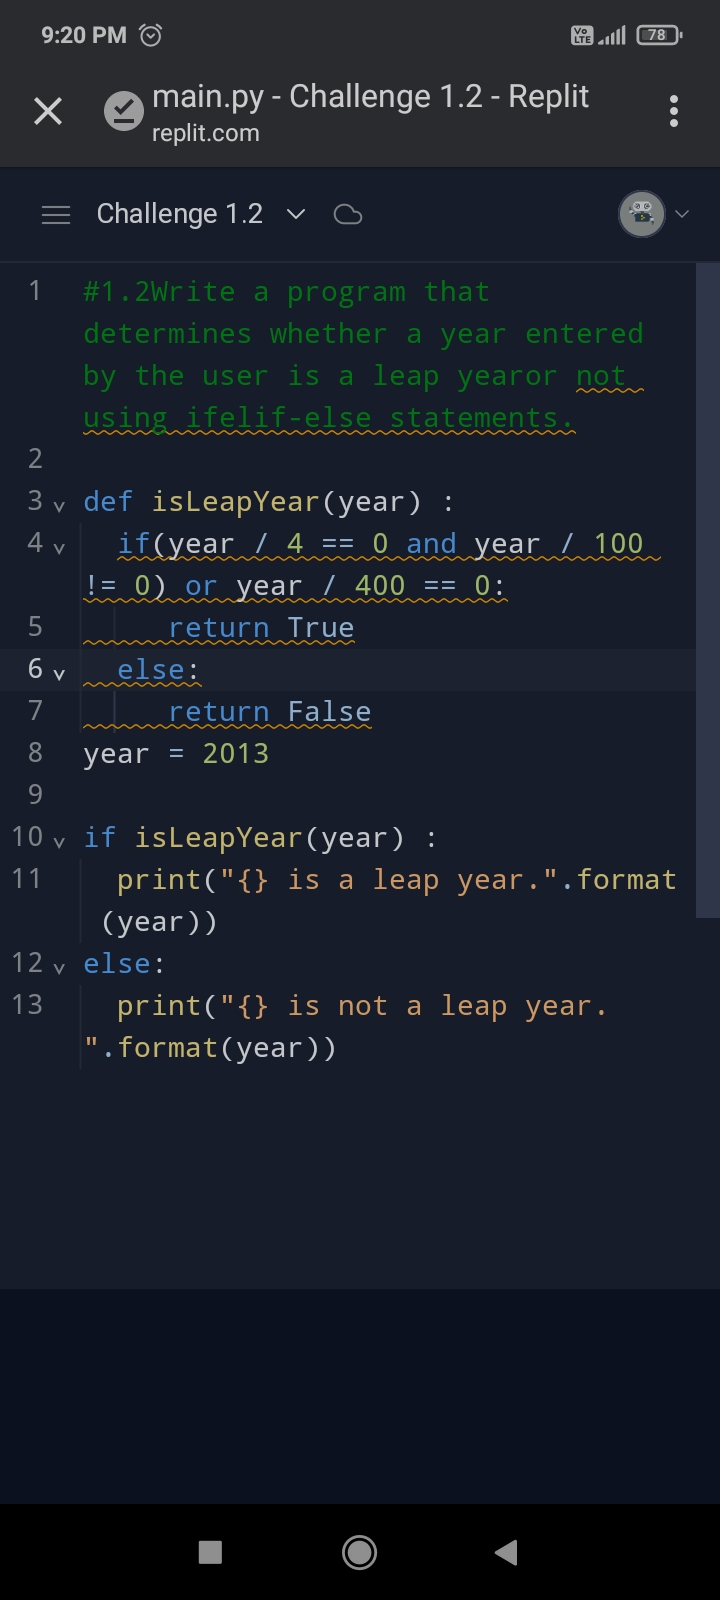 9:20 PM
Vo LTE 78
main.py - Challenge 1.2 - Replit
replit.com
Challenge 1.2
1 #1.2Write a program that
determines whether a year entered
by the user is a leap yearor not
using ifelif-else statements.
2
3 def isLeapYear(year) :
4 if(year / 4 == 0 and year / 100
!= 0) or year / 400 == 0:
5 return True
6 else:
7 return False
8 year = 2013
9
10 if isLeapYear(year) :
11 print("{} is a leap year.".format
(year))
12 else:
13 print("{} is not a leap year.
".format(year))